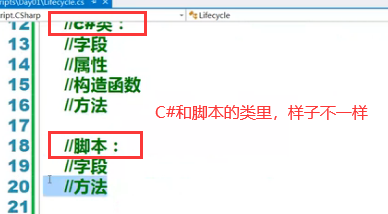 ripts\Day01\Lifecycle.cs
ript.CSharp
Lifecycle
12 //C#类：
13 //字段
14 //属性
15 //构造函数
16 //方法
17
C#和脚本的类里，样子不一样
18 //脚本：
19 //字段
20 //方法
21